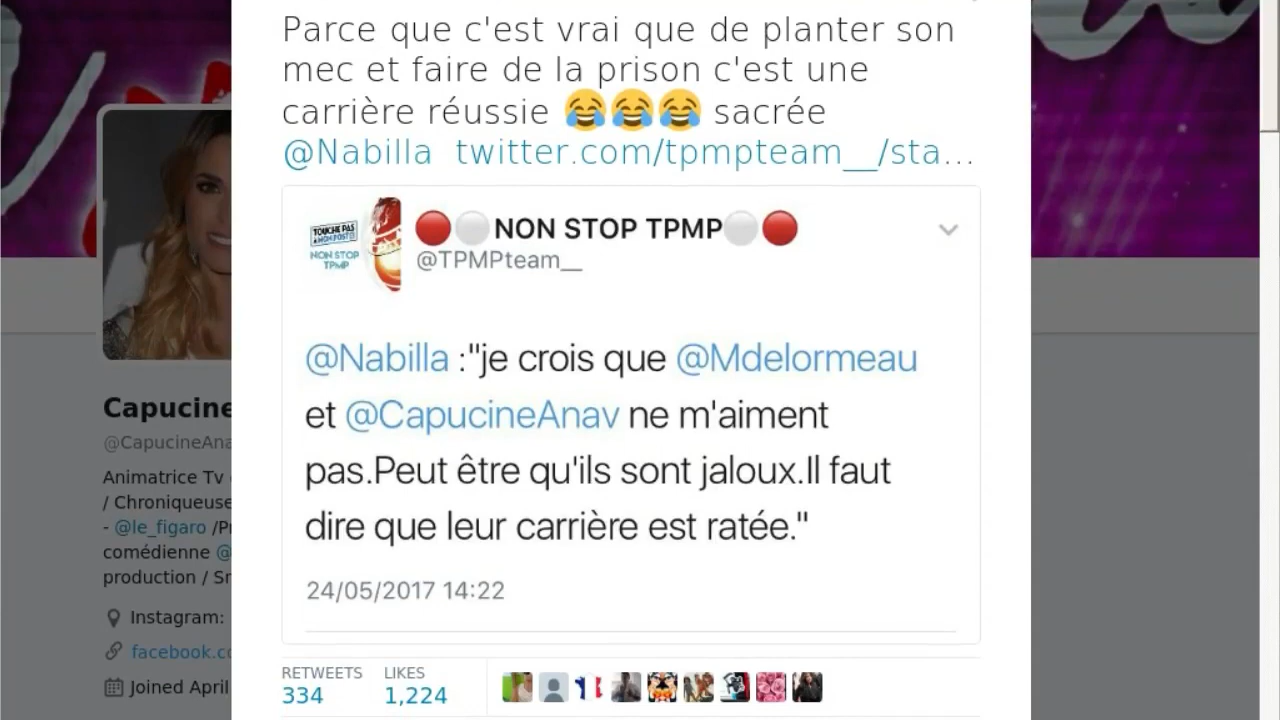 Parce que c'est vrai que de planter son
mec et faire de la prison c'est une
carrière réussie 😂😂😂 sacrée
@Nabilla twitter.com/tpmpteam__/sta...
TOUCHE PAS
À MON POSTE!
NON STOP
TPMP
🔴⚪NON STOP TPMP⚪🔴
@TPMPteam__
@Nabilla :"je crois que @Mdelormeau
et @CapucineAnav ne m'aiment
pas.Peut être qu'ils sont jaloux.Il faut
dire que leur carrière est ratée."
24/05/2017 14:22
RETWEETS LIKES
334 1,224
Capucine
@CapucineAna
Animatrice Tv
/ Chroniqueuse
- @le_figaro /P
comédienne @
production / Sn
Instagram:
facebook.c
Joined April